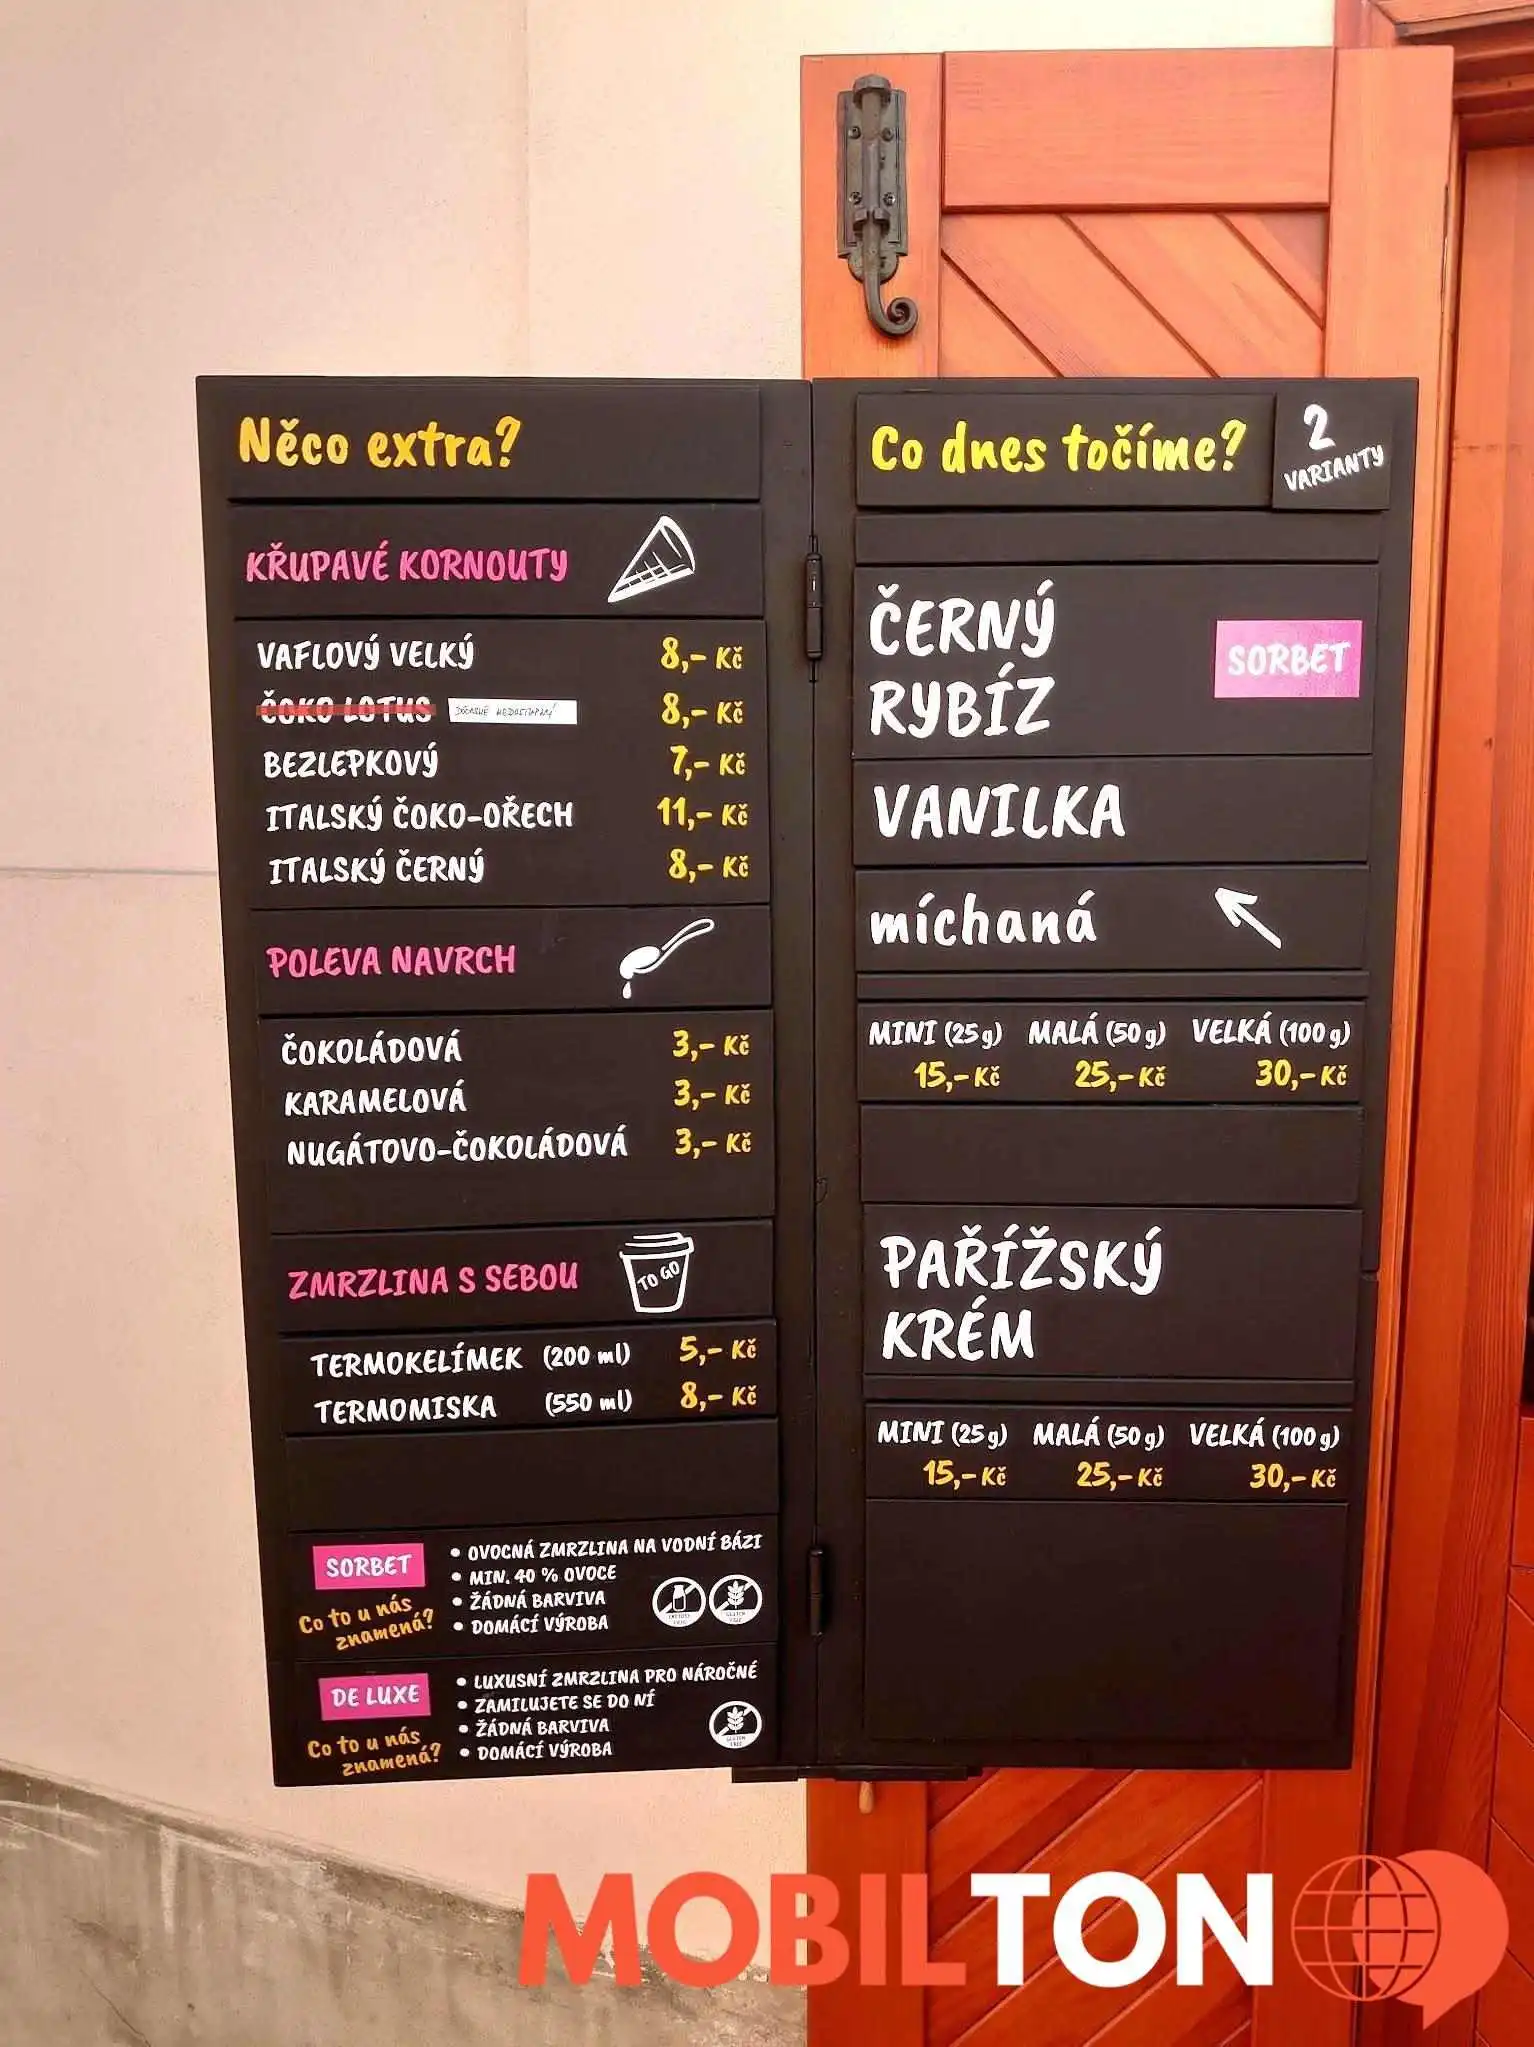 Něco extra?
KŘUPAVÉ KORNOUTY
VAFLOVÝ VELKÝ 8,- Kč
ČOKO LOTUS 8,- Kč
BEZLEPKOVÝ 7,- Kč
ITALSKÝ ČOKO-OŘECH 11,- Kč
ITALSKÝ ČERNÝ 8,- Kč
POLEVA NAVRCH
ČOKOLÁDOVÁ 3,- Kč
KARAMELOVÁ 3,- Kč
NUGÁTOVO-ČOKOLÁDOVÁ 3,- Kč
ZMRZLINA S SEBOU
TO GO
TERMOKELÍMEK (200 ml) 5,- Kč
TERMOMISKA (550 ml) 8,- Kč
SORBET
Co to u nás
znamená?
• OVOCNÁ ZMRZLINA NA VODNÍ BÁZI
• MIN. 40 % OVOCE
• ŽÁDNÁ BARVIVA
• DOMÁCÍ VÝROBA
GLUTEN
FREE
DE LUXE
Co to u nás
znamená?
• LUXUSNÍ ZMRZLINA PRO NÁROČNÉ
• ZAMILUJETE SE DO NÍ
• ŽÁDNÁ BARVIVA
• DOMÁCÍ VÝROBA
GLUTEN
FREE
Co dnes točíme?
2
VARIANTY
ČERNÝ
RYBÍZ
SORBET
VANILKA
míchaná
MINI (25 g) MALÁ (50 g) VELKÁ (100 g)
15,- Kč 25,- Kč 30,- Kč
PAŘÍŽSKÝ
KRÉM
MINI (25 g) MALÁ (50 g) VELKÁ (100 g)
15,- Kč 25,- Kč 30,- Kč
MOBILTON